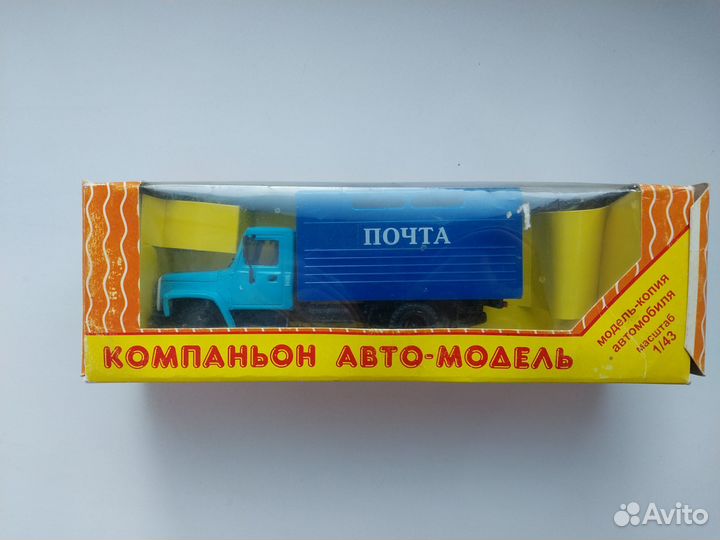 ПОЧТА
КОМПАНЬОН АВТО-МОДЕЛЬ
модель-копия
автомобиля
масштаб
1/43
Avito